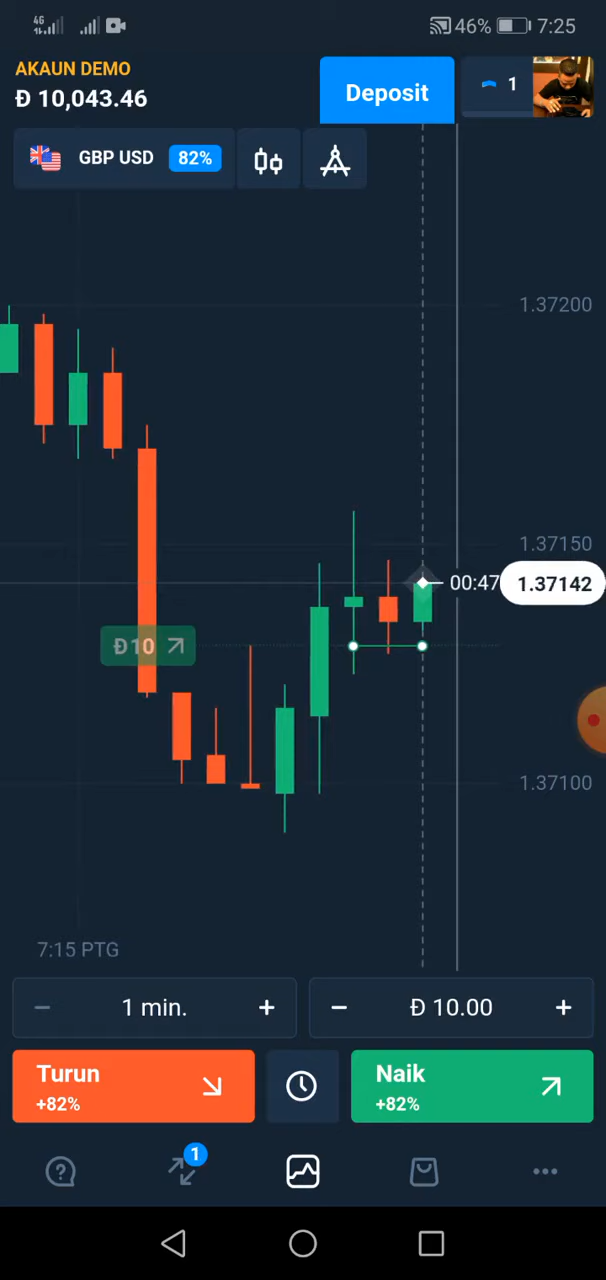 4G 46% 7:25
AKAUN DEMO
Đ 10,043.46
Deposit
1
GBP USD 82%
1.37200
1.37150
00:47 1.37142
Đ10
1.37100
7:15 PTG
− 1 min. +
− Đ 10.00 +
Turun
+82%
Naik
+82%
1